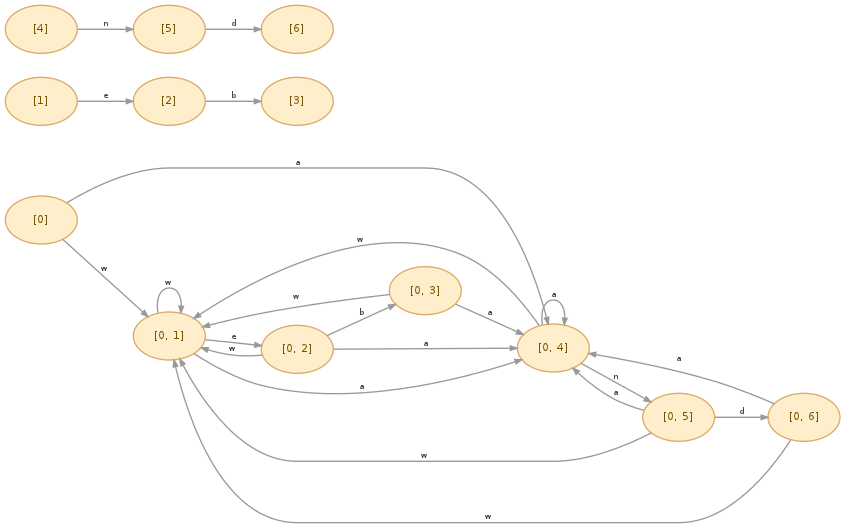 [4] n [5] d [6]
[1] e [2] b [3]
a
[0]
w
w
w
[0, 3]
w
a
b
a
[0, 1]
e
w
[0, 2]
a
[0, 4]
n
a
a
a
[0, 5] d [0, 6]
w
w